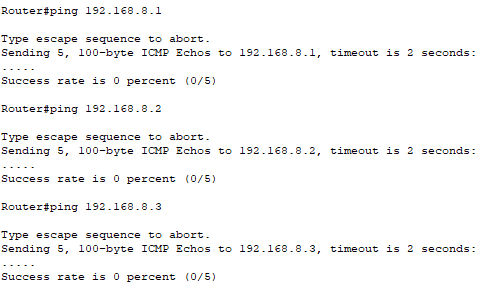 Router#ping 192.168.8.1
Type escape sequence to abort.
Sending 5, 100-byte ICMP Echos to 192.168.8.1, timeout is 2 seconds:
.....
Success rate is 0 percent (0/5)
Router#ping 192.168.8.2
Type escape sequence to abort.
Sending 5, 100-byte ICMP Echos to 192.168.8.2, timeout is 2 seconds:
.....
Success rate is 0 percent (0/5)
Router#ping 192.168.8.3
Type escape sequence to abort.
Sending 5, 100-byte ICMP Echos to 192.168.8.3, timeout is 2 seconds:
.....
Success rate is 0 percent (0/5)